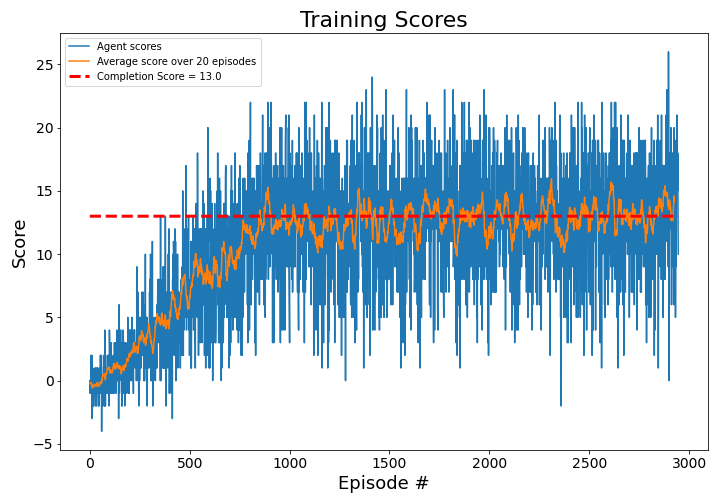 Training Scores
Agent scores
Average score over 20 episodes
Completion Score = 13.0
Score
25
20
15
10
5
0
−5
0
500
1000
1500
2000
2500
3000
Episode #